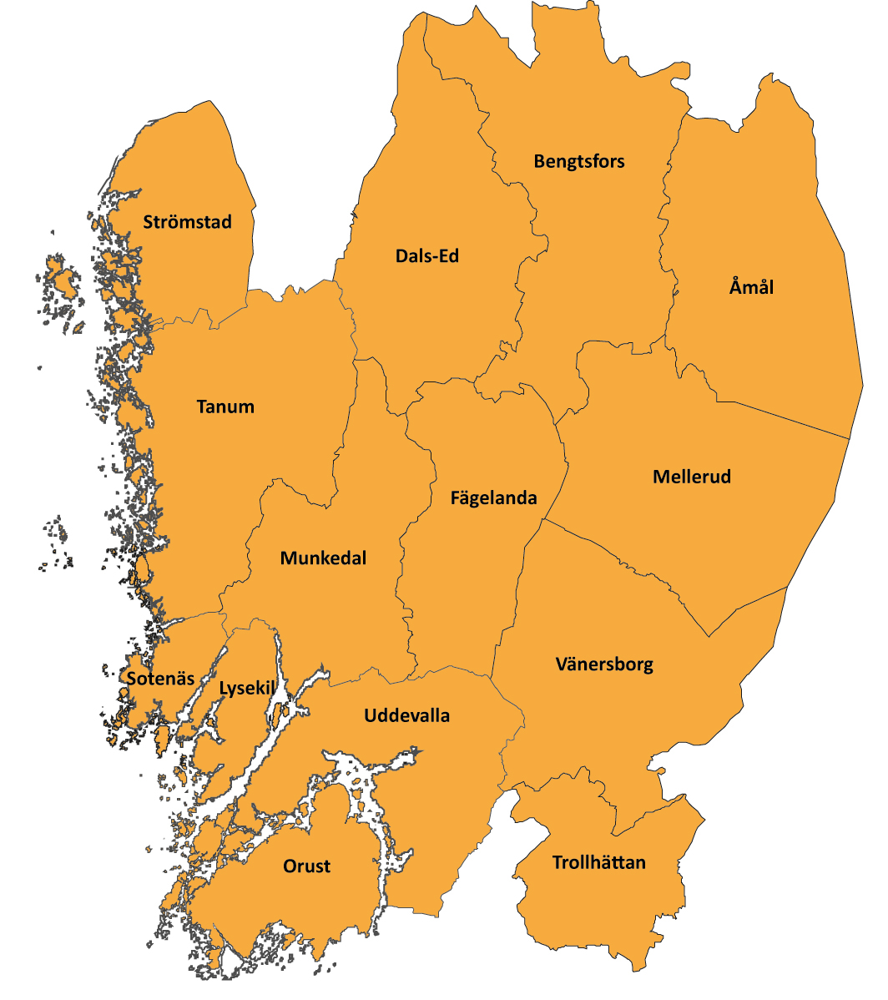 Bengtsfors
Strömstad
Dals-Ed
Åmål
Tanum
Mellerud
Fägelanda
Munkedal
Vänersborg
Sotenäs
Lysekil
Uddevalla
Trollhättan
Orust